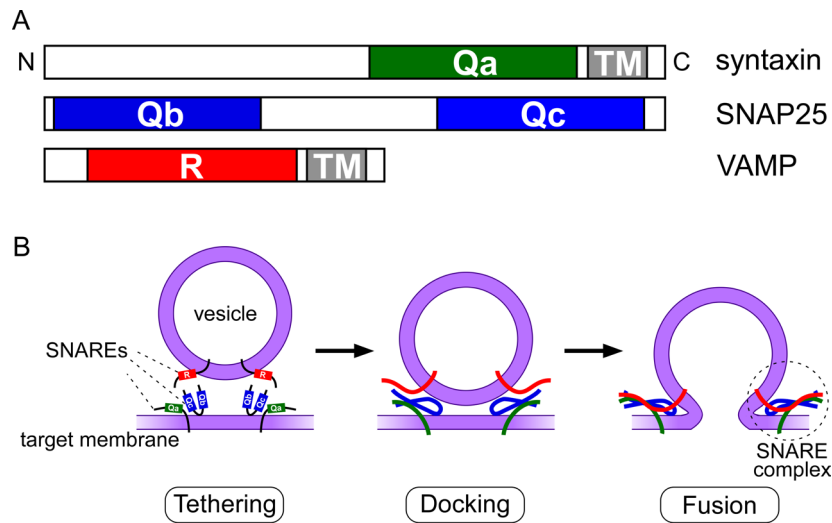 A
N
Qa
TM
C
syntaxin
Qb
Qc
SNAP25
R
TM
VAMP
B
vesicle
SNAREs
R
R
Qc
Qb
Qb
Qc
Qa
Qa
target membrane
SNARE
complex
Tethering
Docking
Fusion